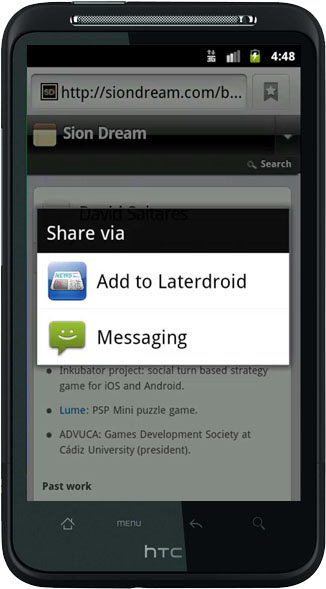 3G
4:48
SD http://siondream.com/b...
Sion Dream
Search
David Saltares
Share via
NEWS Add to Laterdroid
Messaging
Inkubator project: social turn based strategy
game for iOS and Android.
Lume: PSP Mini puzzle game.
ADVUCA: Games Development Society at
Cádiz University (president).
Past work
MENU
hTC